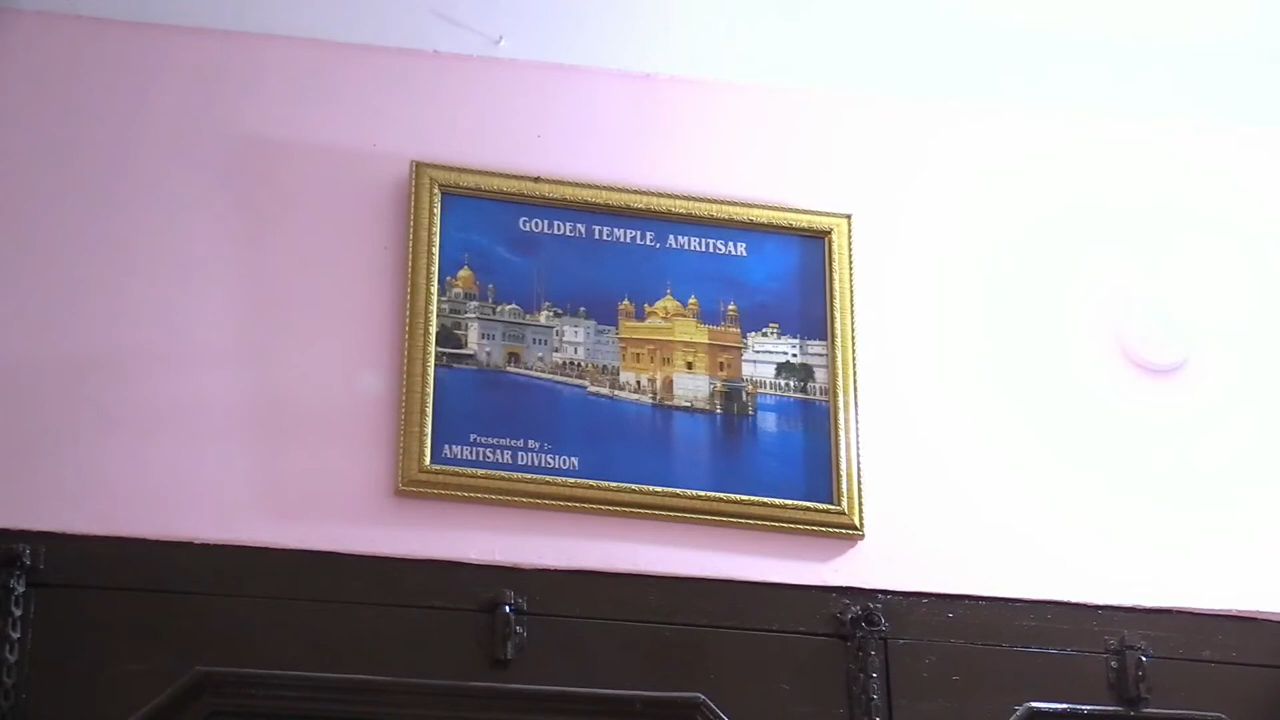 GOLDEN TEMPLE, AMRITSAR
Presented By :-
AMRITSAR DIVISION